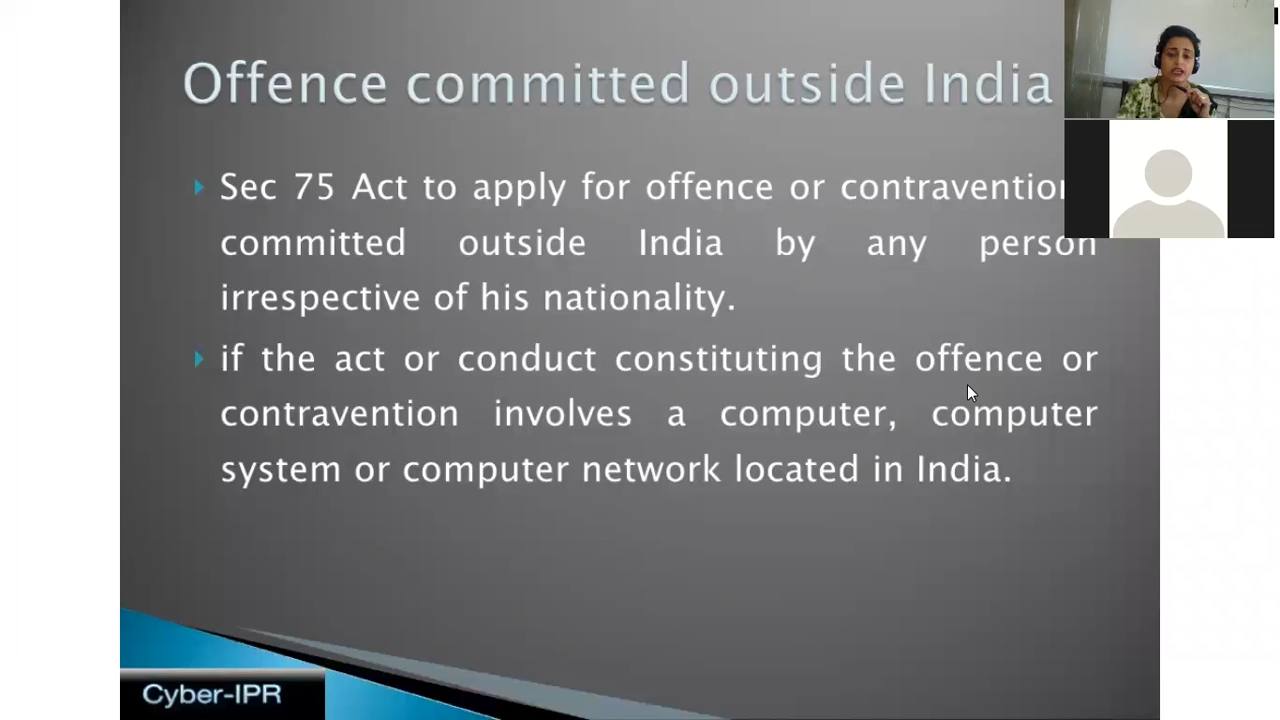 Offence committed outside India
Sec 75 Act to apply for offence or contravention
committed outside India by any person
irrespective of his nationality.
if the act or conduct constituting the offence or
contravention involves a computer, computer
system or computer network located in India.
Cyber-IPR